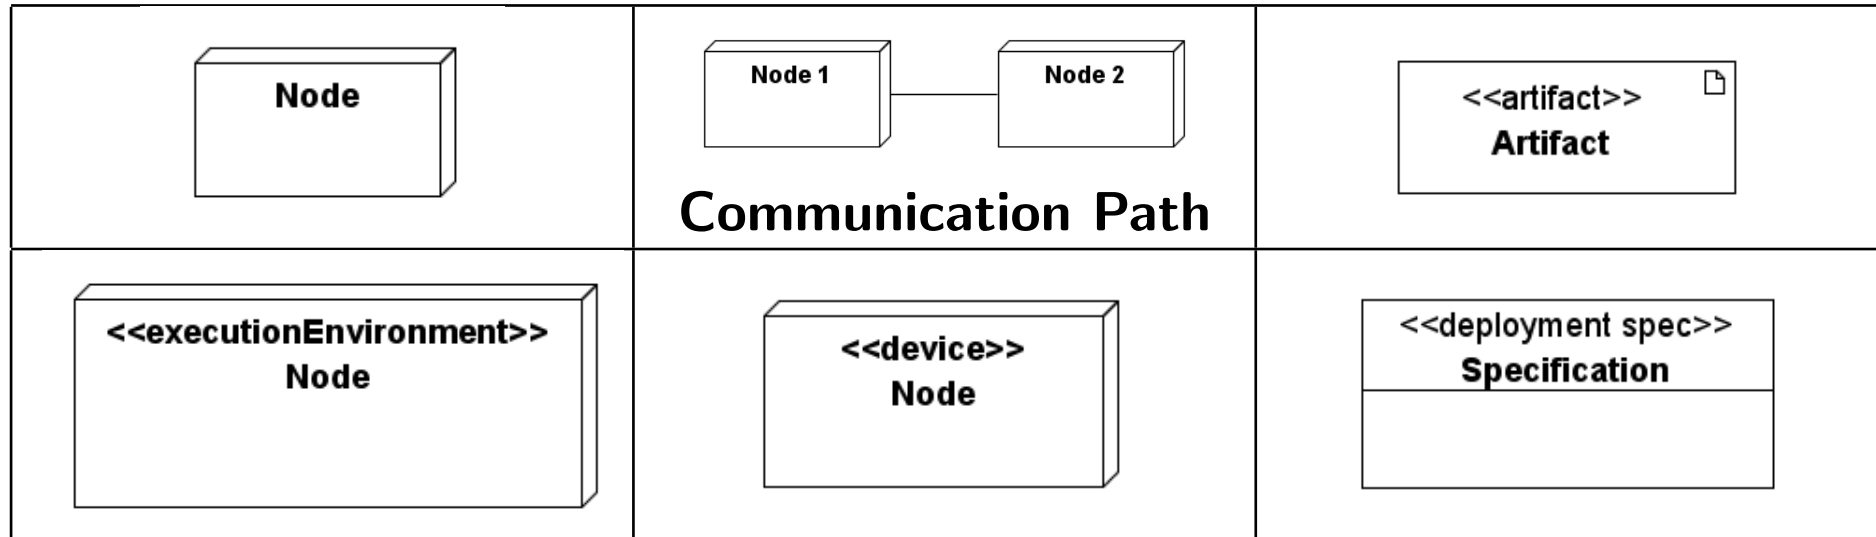 Node
Node 1
Node 2
Communication Path
<<artifact>>
Artifact
<<executionEnvironment>>
Node
<<device>>
Node
<<deployment spec>>
Specification